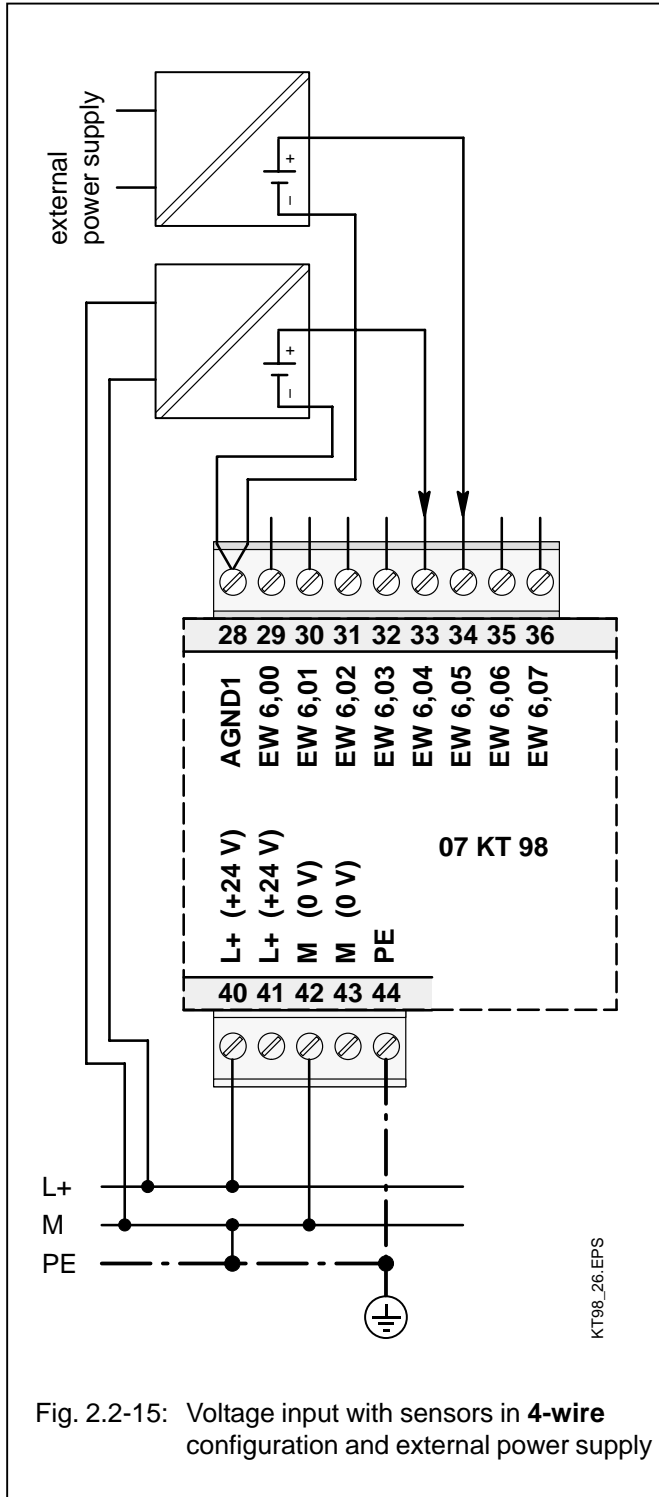 external
power supply
+
–
+
–
28 29 30 31 32 33 34 35 36
AGND1
EW 6,00
EW 6,01
EW 6,02
EW 6,03
EW 6,04
EW 6,05
EW 6,06
EW 6,07
07 KT 98
L+ (+24 V)
L+ (+24 V)
M (0 V)
M (0 V)
PE
40 41 42 43 44
L+
M
PE
KT98_26.EPS
Fig. 2.2-15: Voltage input with sensors in 4-wire
configuration and external power supply